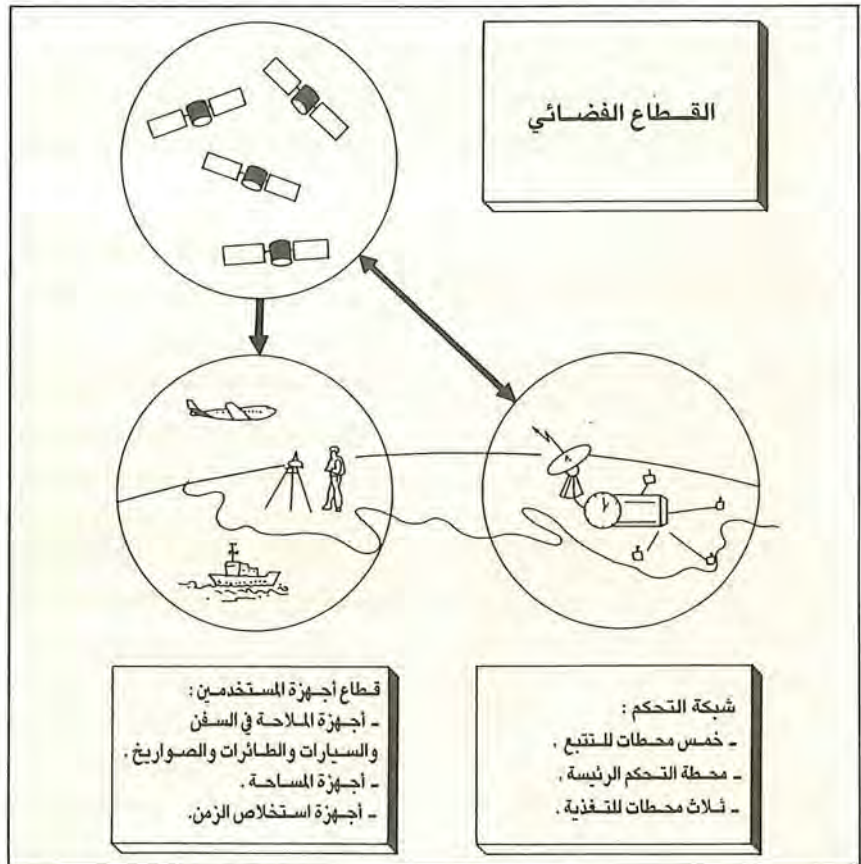 القطاع الفضائي
شبكة التحكم :
- خمس محطات للتتبع .
- محطة التحكم الرئيسة .
- ثلاث محطات للتغذية .
قطاع أجهزة المستخدمين :
- أجهزة الملاحة في السفن
والسيارات والطائرات والصواريخ .
- أجهزة المساحة .
- أجهزة استخلاص الزمن.